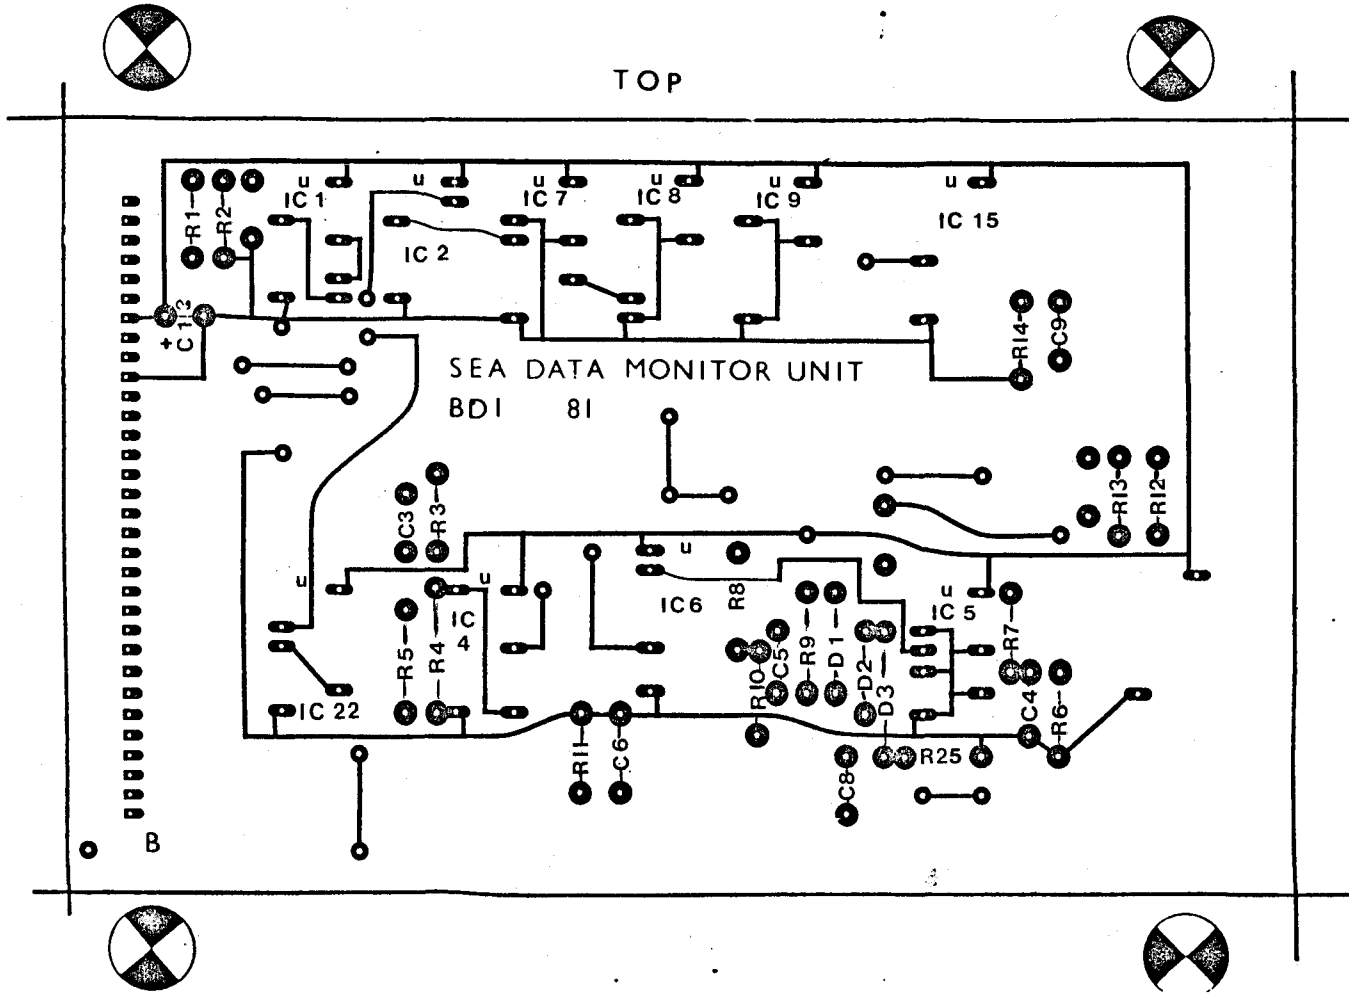 TOP
u
u
u
u
u
u
IC 1
IC 7
IC 8
IC 9
IC 15
R1
R2
IC 2
+
C12
R14
C9
SEA DATA MONITOR UNIT
BD1 81
C3
R3
R13
R12
u
u
u
u
IC 4
IC6
R8
IC 5
R5
R4
R10
C5
R9
D1
D2
D3
R7
C4
R6
IC 22
R11
C6
C8
R25
B